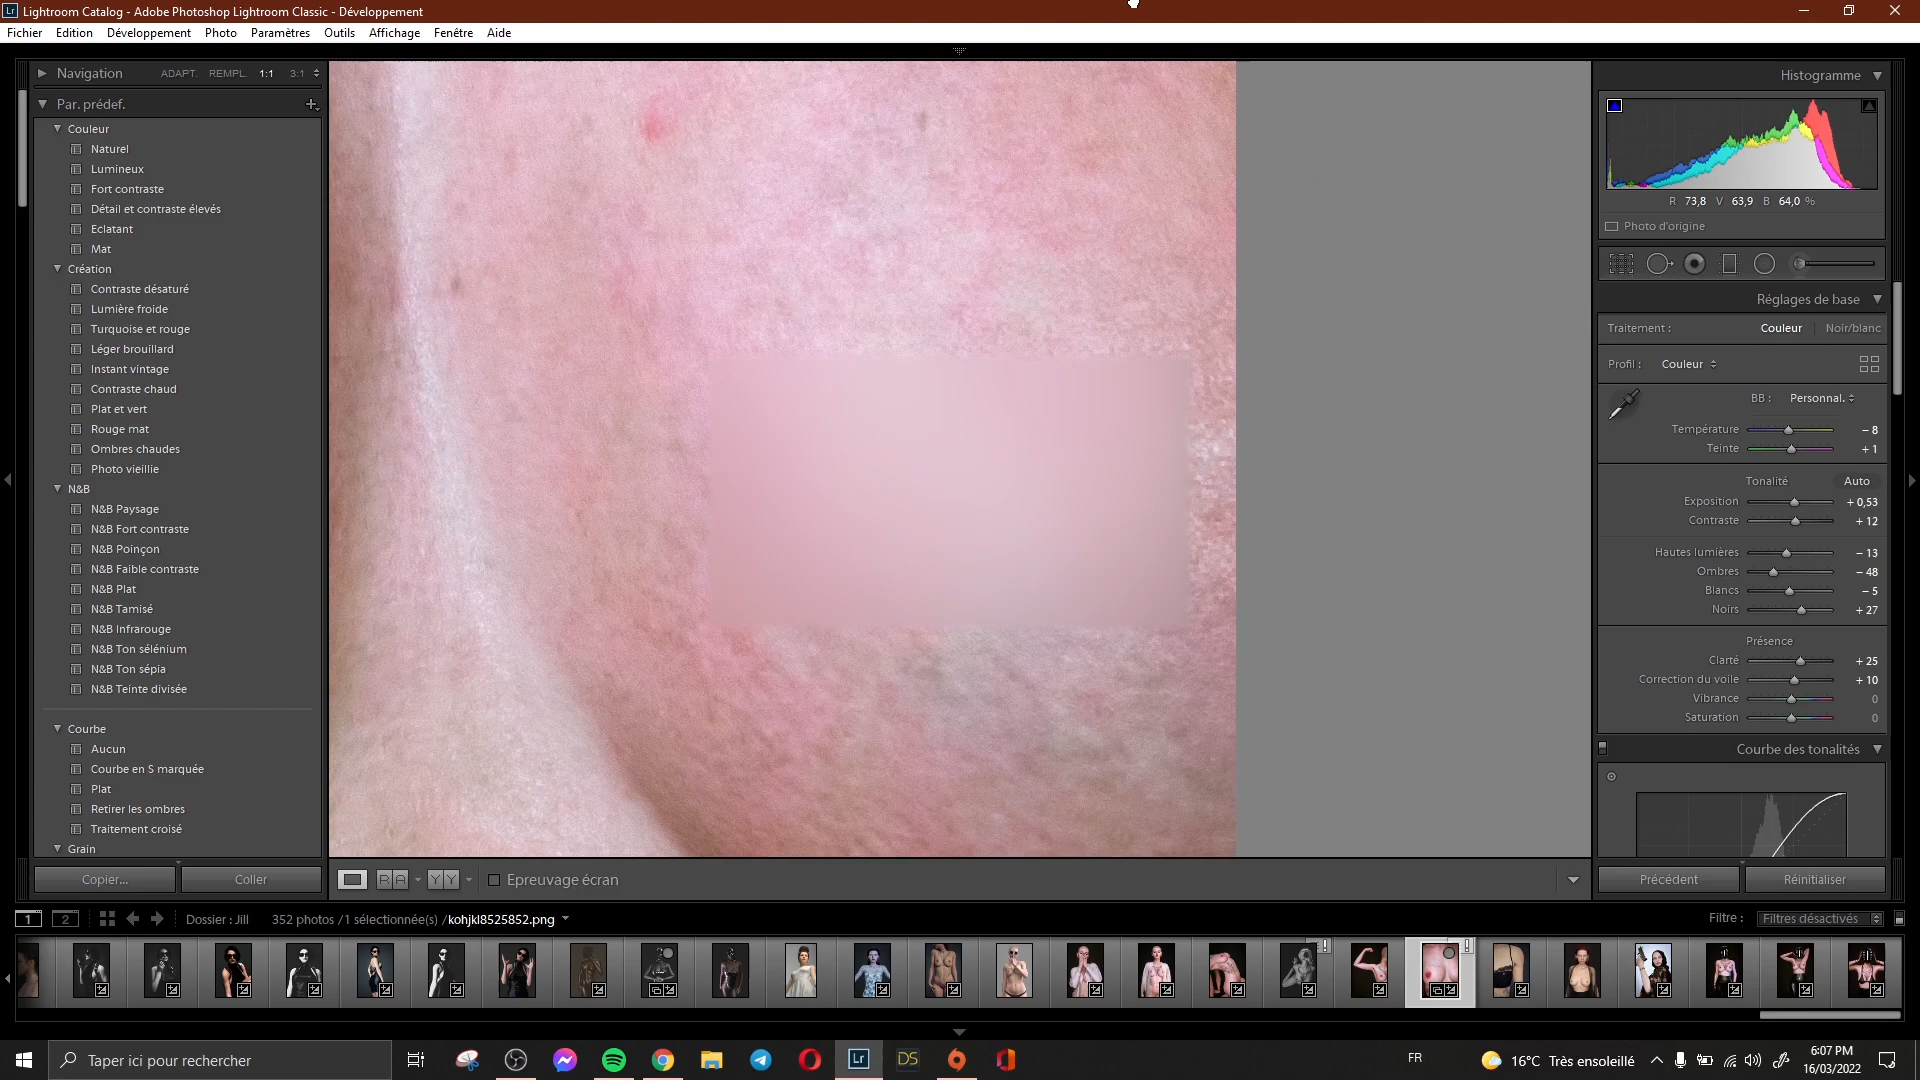 Lr Lightroom Catalog - Adobe Photoshop Lightroom Classic - Développement
Fichier Edition Développement Photo Paramètres Outils Affichage Fenêtre Aide
Navigation ADAPT. REMPL. 1:1 3:1
Par. prédéf.
Couleur
Naturel
Lumineux
Fort contraste
Détail et contraste élevés
Eclatant
Mat
Création
Contraste désaturé
Lumière froide
Turquoise et rouge
Léger brouillard
Instant vintage
Contraste chaud
Plat et vert
Rouge mat
Ombres chaudes
Photo vieillie
N&B
N&B Paysage
N&B Fort contraste
N&B Poinçon
N&B Faible contraste
N&B Plat
N&B Tamisé
N&B Infrarouge
N&B Ton sélénium
N&B Ton sépia
N&B Teinte divisée
Courbe
Aucun
Courbe en S marquée
Plat
Retirer les ombres
Traitement croisé
Grain
Copier... Coller
R A Y Y Epreuvage écran
Histogramme
R 73,8 V 63,9 B 64,0 %
Photo d'origine
Réglages de base
Traitement : Couleur Noir/blanc
Profil : Couleur
BB : Personnal.
Température - 8
Teinte + 1
Tonalité Auto
Exposition + 0,53
Contraste + 12
Hautes lumières - 13
Ombres - 48
Blancs - 5
Noirs + 27
Présence
Clarté + 25
Correction du voile + 10
Vibrance 0
Saturation 0
Courbe des tonalités
Précédent Réinitialiser
1 2 Dossier : Jill 352 photos /1 sélectionnée(s) /kohjkl8525852.png Filtre : Filtres désactivés
Taper ici pour rechercher Lr DS FR 16°C Très ensoleillé 6:07 PM
16/03/2022